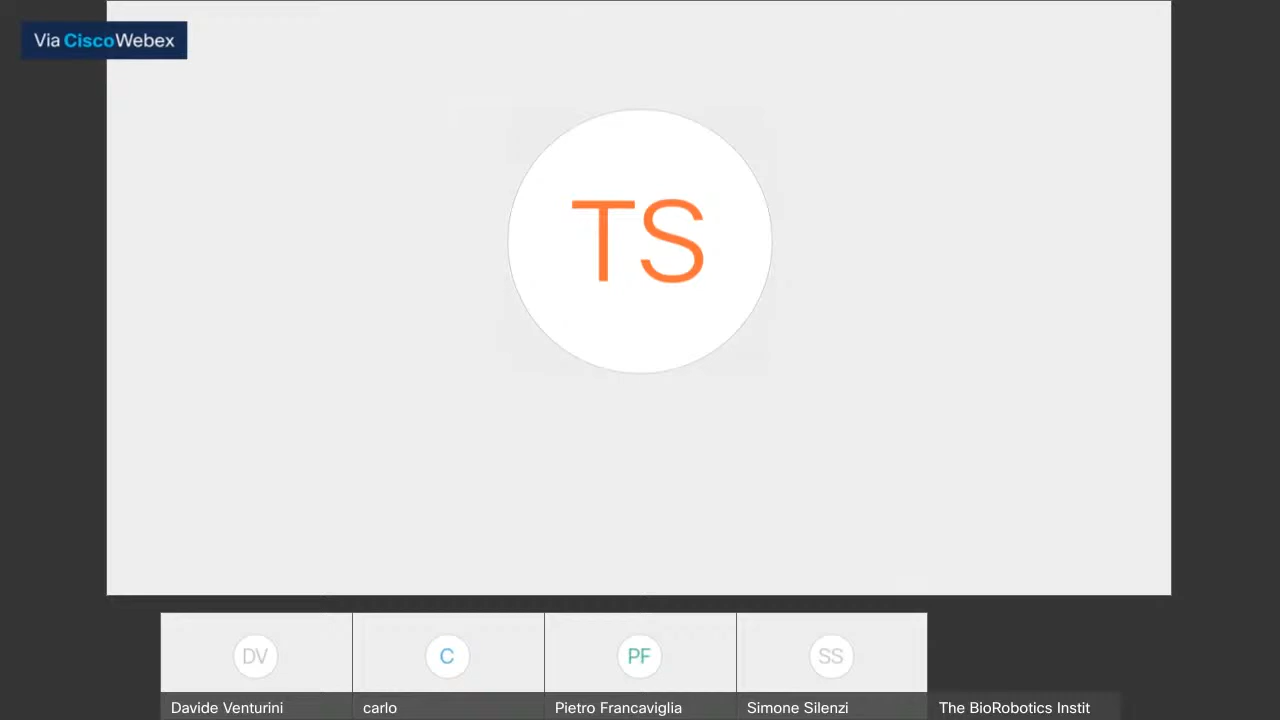 Via CiscoWebex
TS
DV
C
PF
SS
Davide Venturini
carlo
Pietro Francaviglia
Simone Silenzi
The BioRobotics Instit